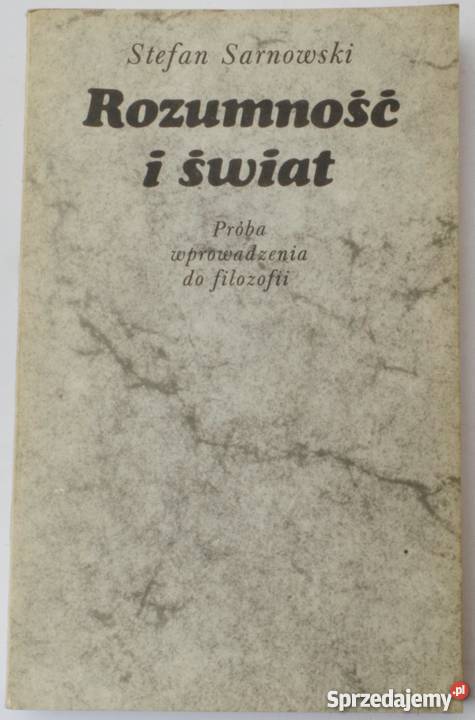 Stefan Sarnowski
Rozumność
i świat
Próba
wprowadzenia
do filozofii
Sprzedajemy.pl